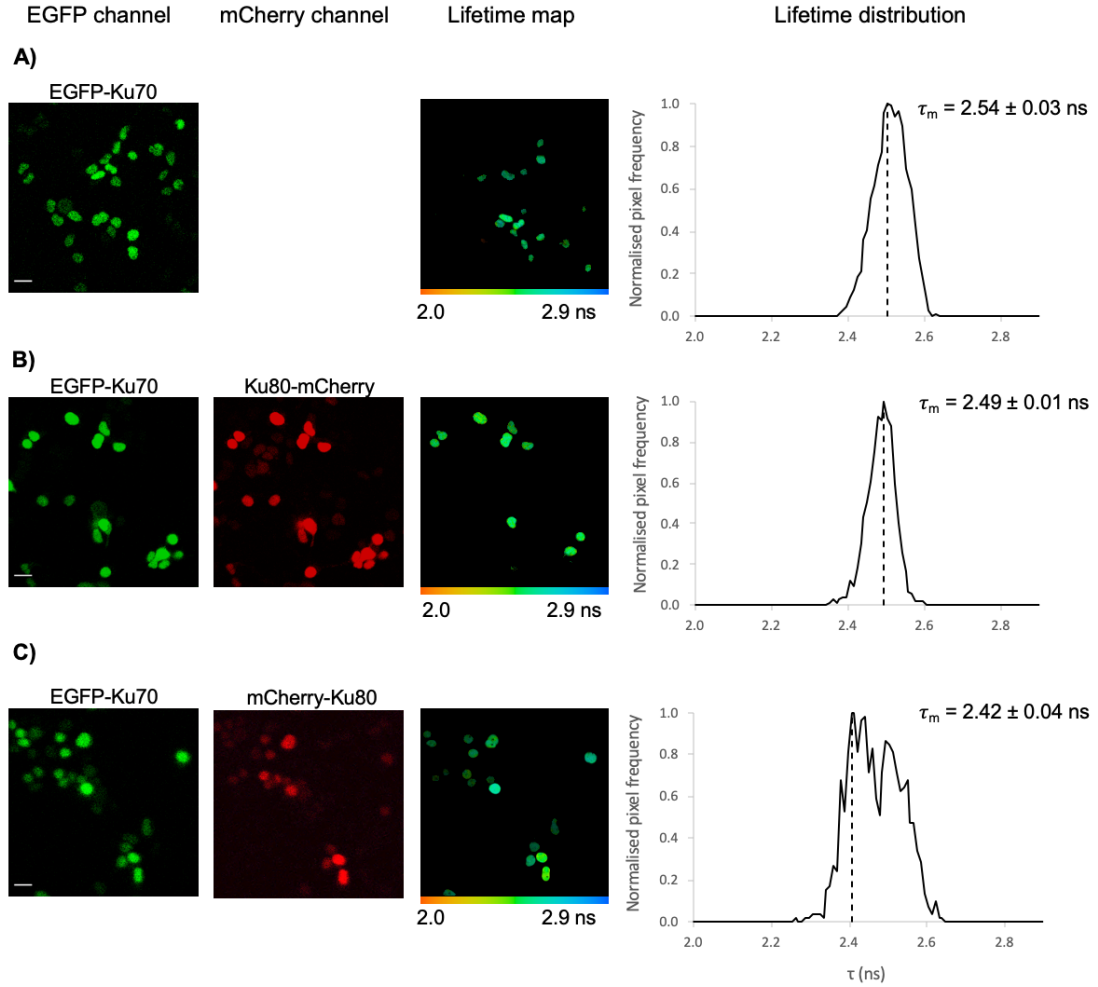 EGFP channel mCherry channel Lifetime map Lifetime distribution
A)
EGFP-Ku70
2.0 2.9 ns
Normalised pixel frequency
1.0
0.8
0.6
0.4
0.2
0.0
2.0 2.2 2.4 2.6 2.8
τm = 2.54 ± 0.03 ns
B)
EGFP-Ku70 Ku80-mCherry
2.0 2.9 ns
Normalised pixel frequency
1.0
0.8
0.6
0.4
0.2
0.0
2.0 2.2 2.4 2.6 2.8
τm = 2.49 ± 0.01 ns
C)
EGFP-Ku70 mCherry-Ku80
2.0 2.9 ns
Normalised pixel frequency
1.0
0.8
0.6
0.4
0.2
0.0
2.0 2.2 2.4 2.6 2.8
τ (ns)
τm = 2.42 ± 0.04 ns